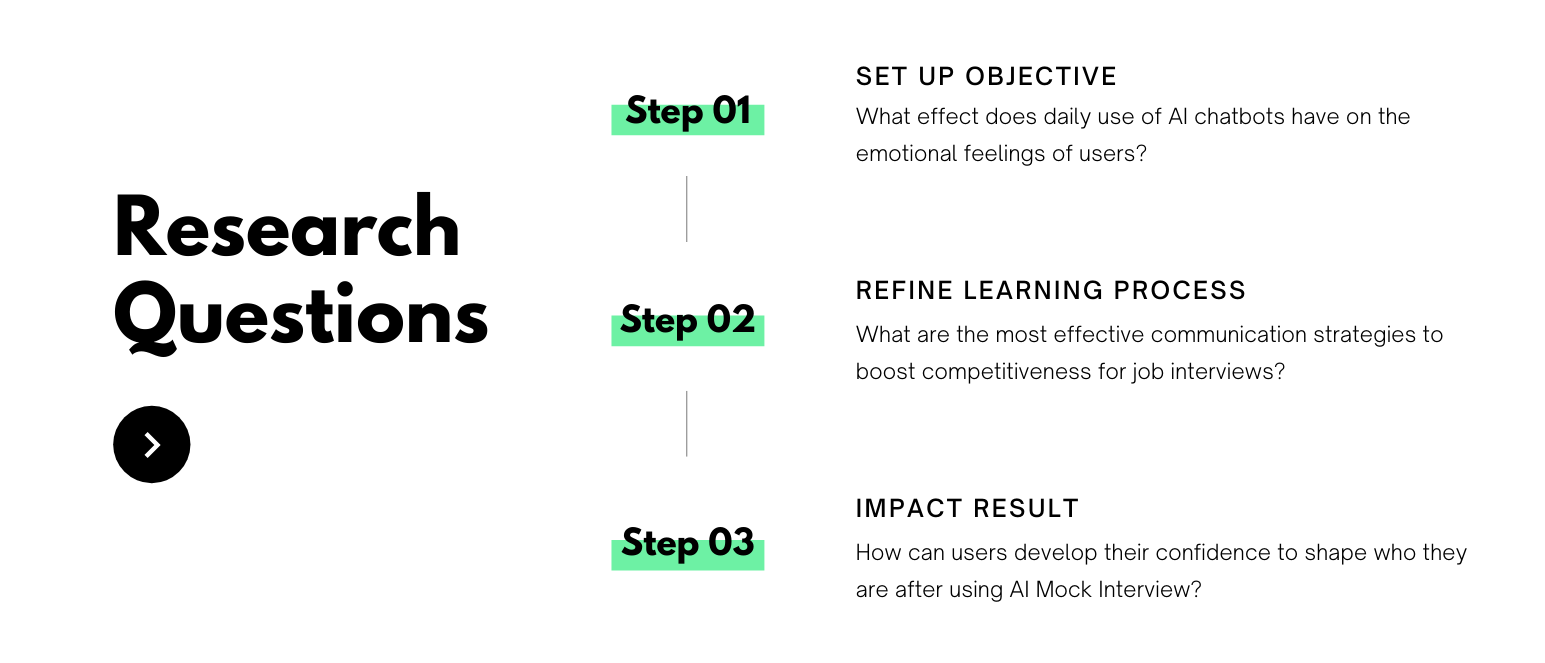 Research
Questions
Step 01
SET UP OBJECTIVE
What effect does daily use of AI chatbots have on the
emotional feelings of users?
Step 02
REFINE LEARNING PROCESS
What are the most effective communication strategies to
boost competitiveness for job interviews?
Step 03
IMPACT RESULT
How can users develop their confidence to shape who they
are after using AI Mock Interview?